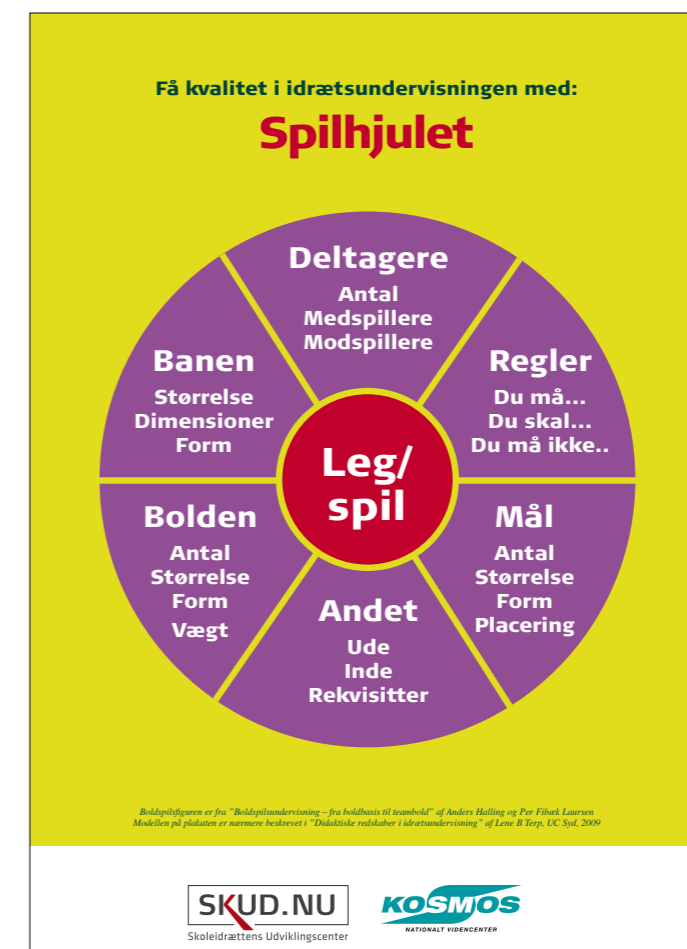 Få kvalitet i idrætsundervisningen med:
Spilhjulet
Deltagere
Antal
Medspillere
Modspillere
Regler
Du må...
Du skal...
Du må ikke..
Mål
Antal
Størrelse
Form
Placering
Andet
Ude
Inde
Rekvisitter
Bolden
Antal
Størrelse
Form
Vægt
Banen
Størrelse
Dimensioner
Form
Leg/
spil
Boldspilsfiguren er fra "Boldspilsundervisning – fra boldbasis til teambold" af Anders Halling og Per Fibæk Laursen
Modellen på plakaten er nærmere beskrevet i "Didaktiske redskaber i idrætsundervisning" af Lene B Terp, UC Syd, 2009
SKUD.NU
Skoleidrættens Udviklingscenter
KOSMOS
NATIONALT VIDENCENTER